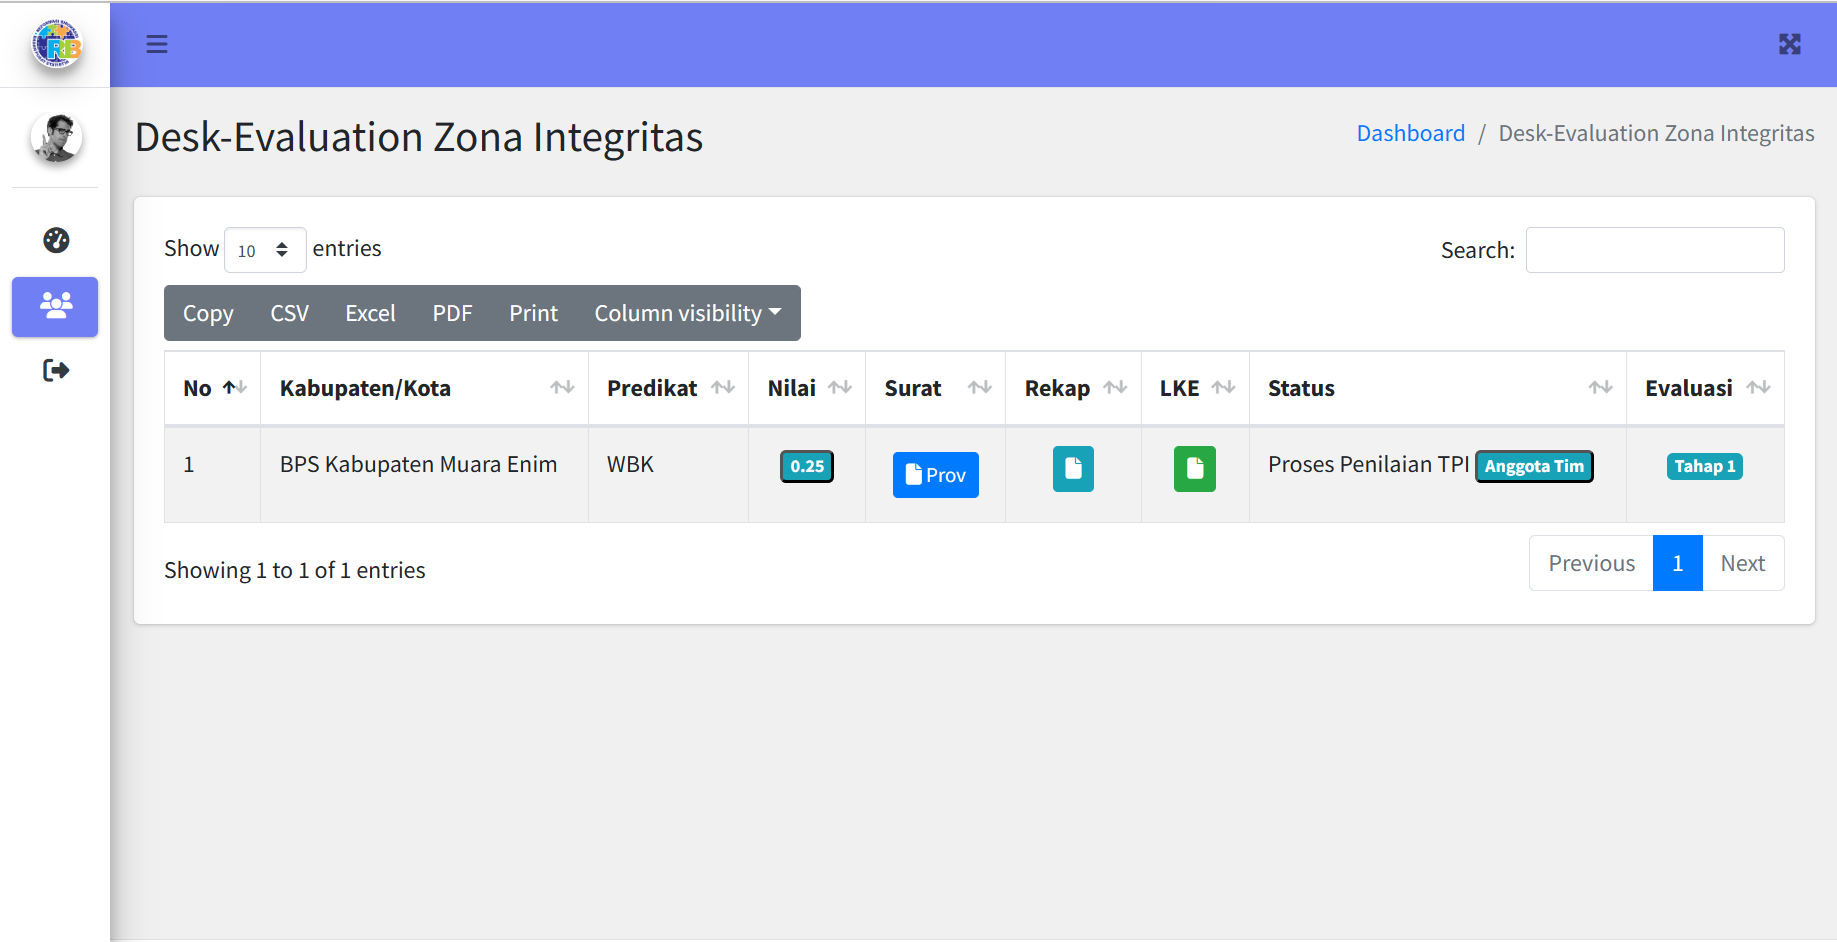 RB
Desk-Evaluation Zona Integritas
Dashboard / Desk-Evaluation Zona Integritas
Show 10 entries
Search:
Copy CSV Excel PDF Print Column visibility
No Kabupaten/Kota Predikat Nilai Surat Rekap LKE Status Evaluasi
1 BPS Kabupaten Muara Enim WBK 0.25 Prov Proses Penilaian TPI Anggota Tim Tahap 1
Showing 1 to 1 of 1 entries
Previous 1 Next